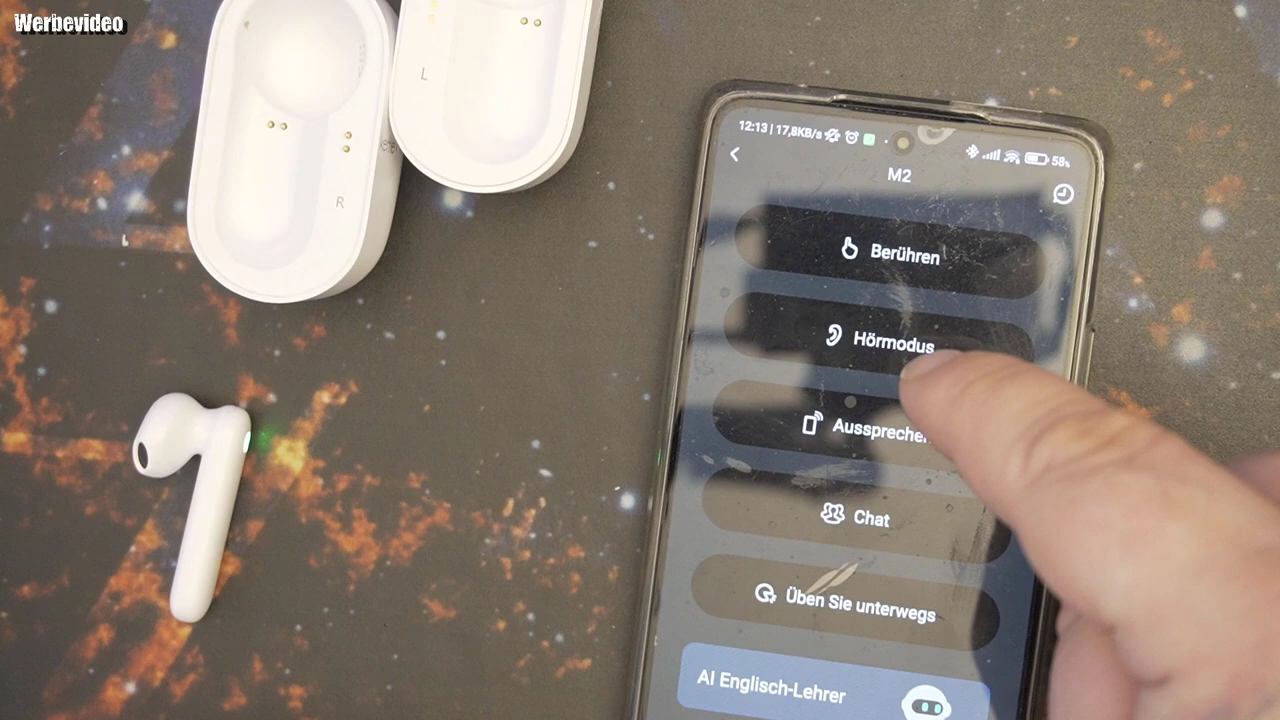 Werbevideo
L
R
12:13 | 17,8KB/s
58%
M2
Berühren
Hörmodus
Aussprechen
Chat
Üben Sie unterwegs
AI Englisch-Lehrer